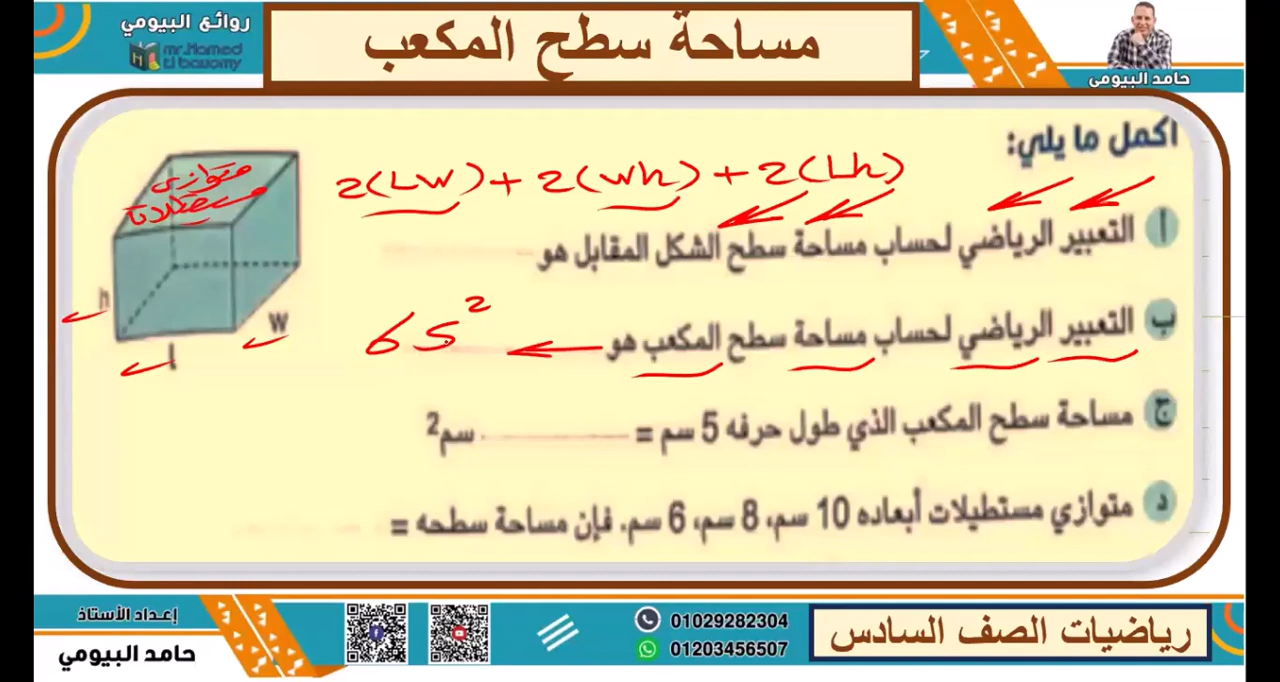 روائع البيومي
mr.Hamed
El bauomy
مساحة سطح المكعب
حامد البيومي
أكمل ما يلي:
متوازي
مستطيلات
2(LW) + 2(Wh) + 2(Lh)
أ التعبير الرياضي لحساب مساحة سطح الشكل المقابل هو
h
w
l
ب التعبير الرياضي لحساب مساحة سطح المكعب هو
6S²
ج مساحة سطح المكعب الذي طول حرفه 5 سم = سم²
د متوازي مستطيلات أبعاده 10 سم، 8 سم، 6 سم. فإن مساحة سطحه =
إعداد الأستاذ
حامد البيومي
01029282304
01203456507
رياضيات الصف السادس